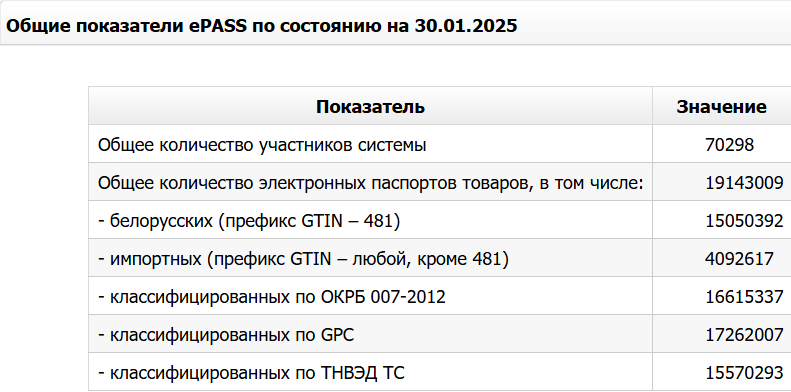 Общие показатели ePASS по состоянию на 30.01.2025
Показатель Значение
Общее количество участников системы 70298
Общее количество электронных паспортов товаров, в том числе: 19143009
- белорусских (префикс GTIN – 481) 15050392
- импортных (префикс GTIN – любой, кроме 481) 4092617
- классифицированных по ОКРБ 007-2012 16615337
- классифицированных по GPC 17262007
- классифицированных по ТНВЭД ТС 15570293